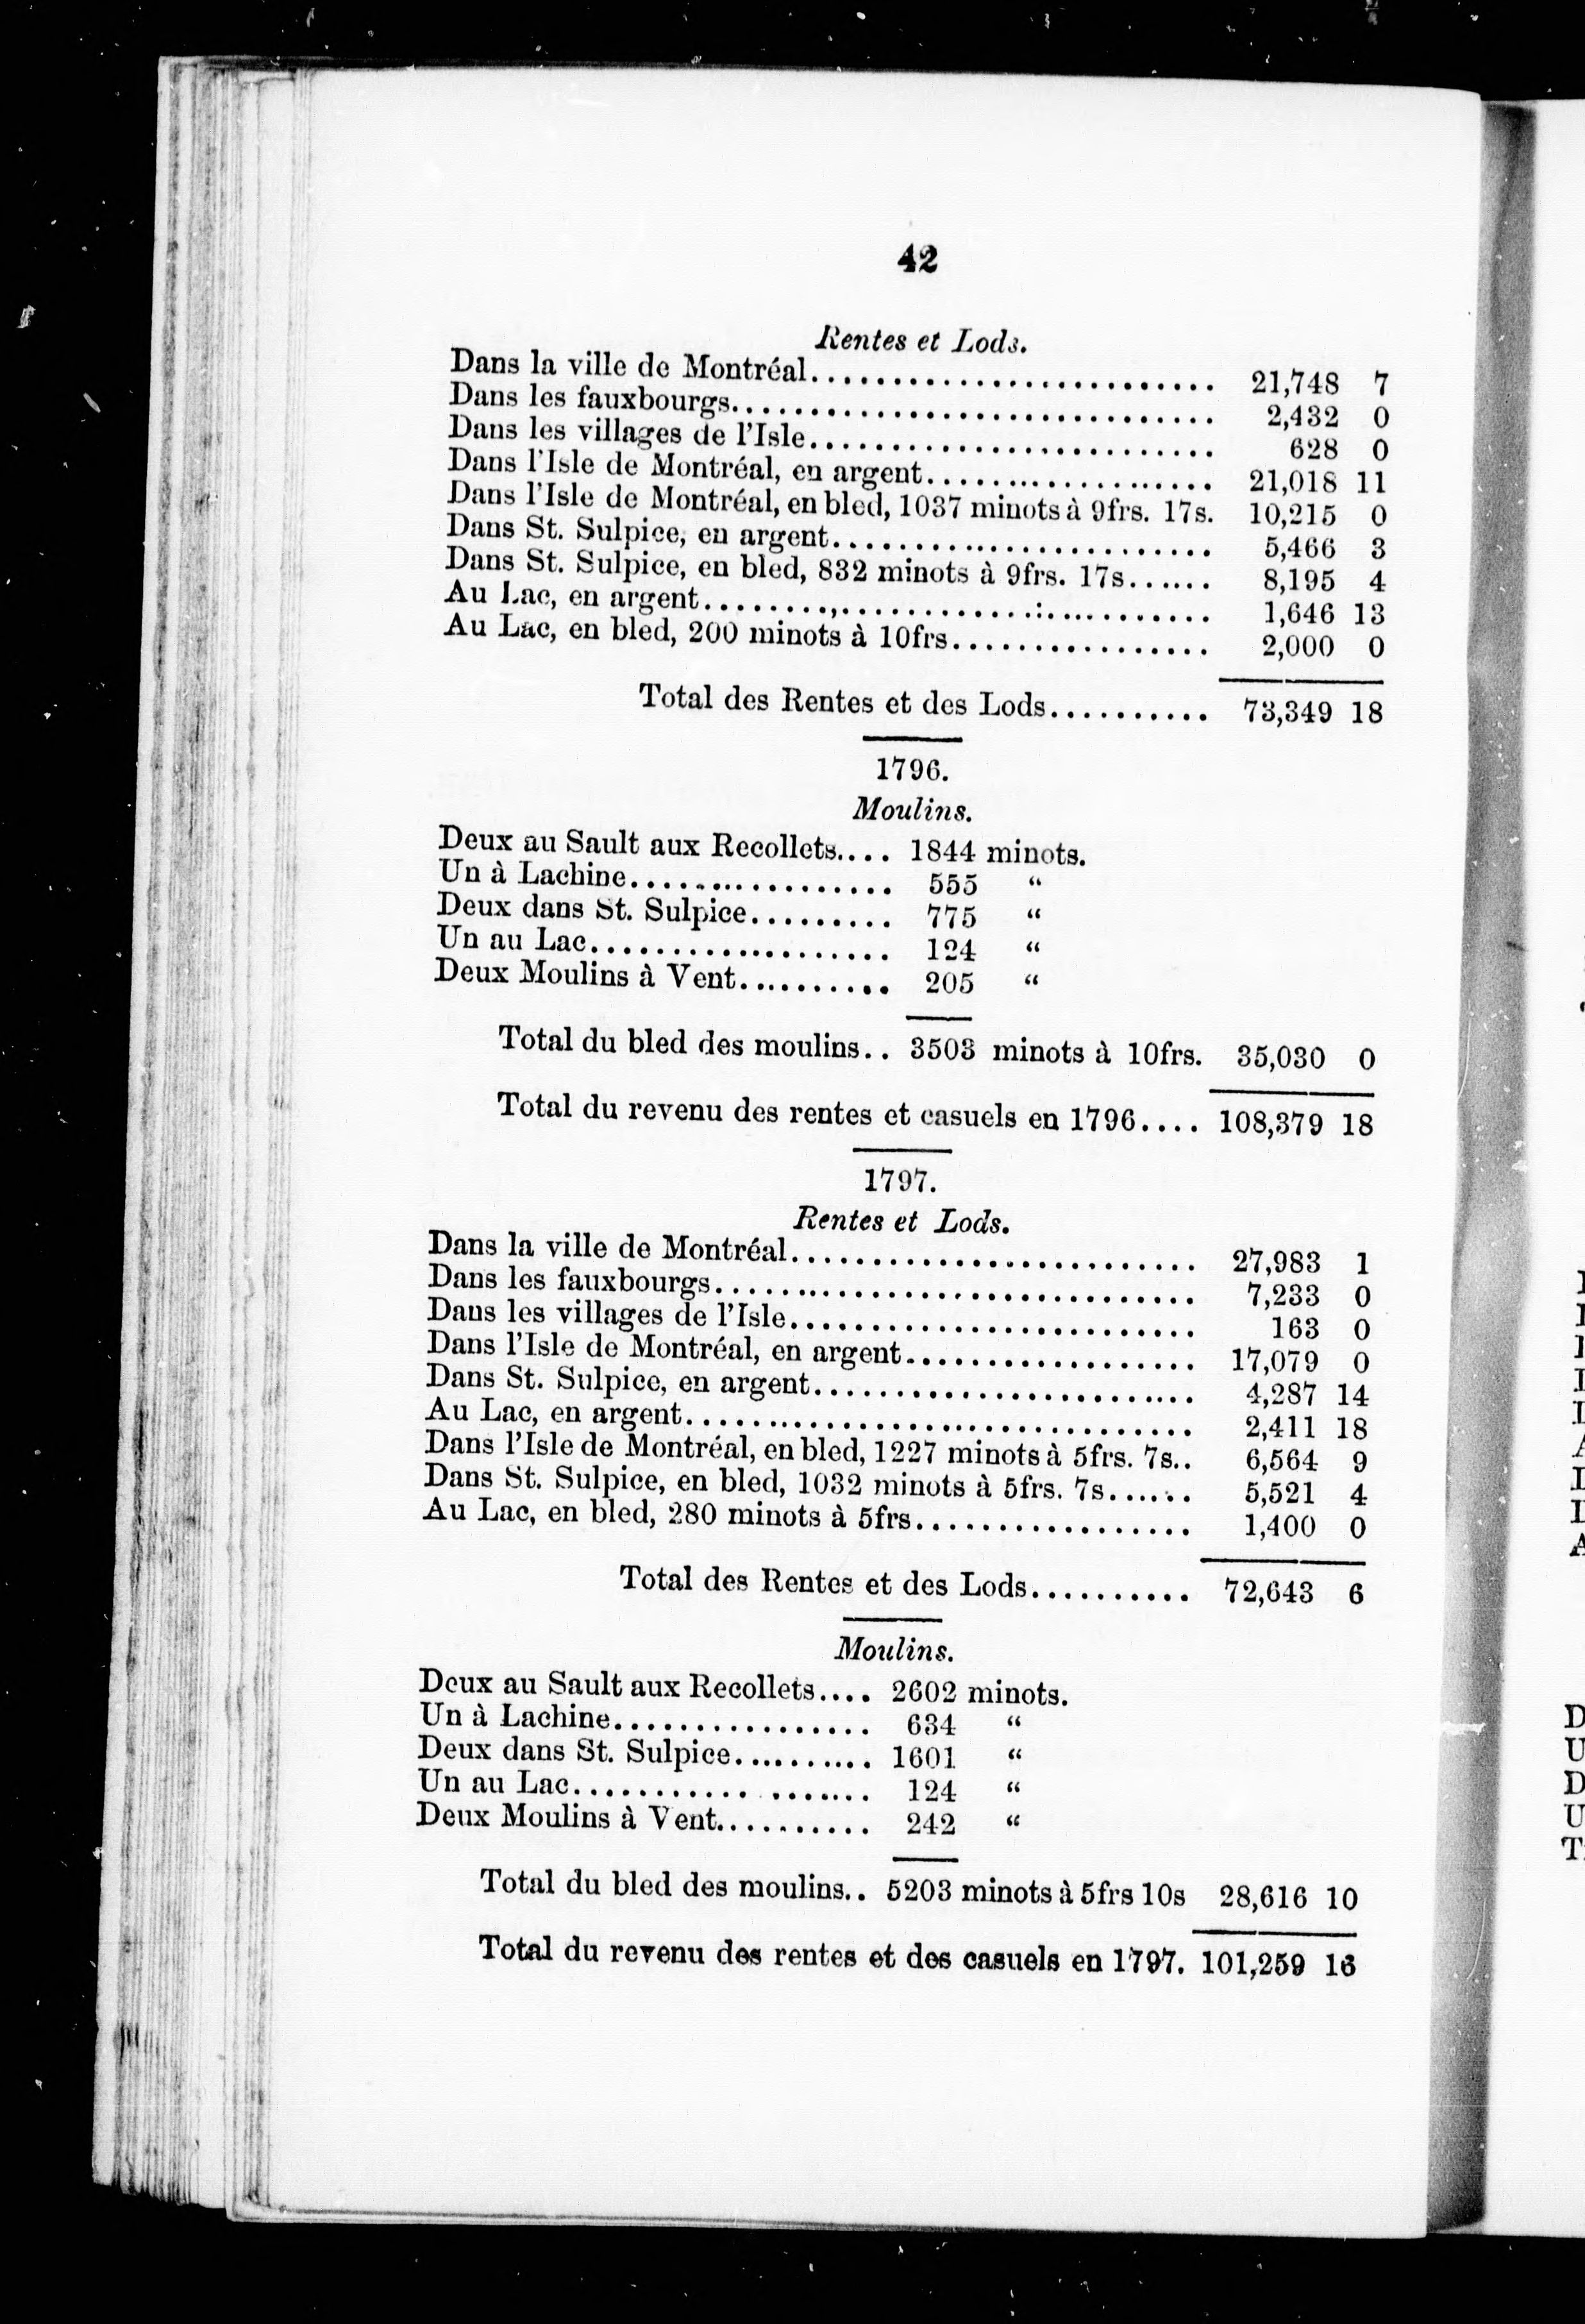 42
Rentes et Lods.
Dans la ville de Montréal.......................... 21,748 7
Dans les fauxbourgs.............................. 2,432 0
Dans les villages de l'Isle.......................... 628 0
Dans l'Isle de Montréal, en argent.................. 21,018 11
Dans l'Isle de Montréal, en bled, 1037 minots à 9frs. 17s. 10,215 0
Dans St. Sulpice, en argent........................ 5,466 3
Dans St. Sulpice, en bled, 832 minots à 9frs. 17s...... 8,195 4
Au Lac, en argent................................ 1,646 13
Au Lac, en bled, 200 minots à 10frs................ 2,000 0
Total des Rentes et des Lods.......... 73,349 18
1796.
Moulins.
Deux au Sault aux Recollets.... 1844 minots.
Un à Lachine................. 555 “
Deux dans St. Sulpice......... 775 “
Un au Lac................... 124 “
Deux Moulins à Vent.......... 205 “
Total du bled des moulins.. 3503 minots à 10frs. 35,030 0
Total du revenu des rentes et casuels en 1796.... 108,379 18
1797.
Rentes et Lods.
Dans la ville de Montréal.......................... 27,983 1
Dans les fauxbourgs.............................. 7,233 0
Dans les villages de l'Isle.......................... 163 0
Dans l'Isle de Montréal, en argent.................. 17,079 0
Dans St. Sulpice, en argent........................ 4,287 14
Au Lac, en argent................................ 2,411 18
Dans l'Isle de Montréal, en bled, 1227 minots à 5frs. 7s.. 6,564 9
Dans St. Sulpice, en bled, 1032 minots à 5frs. 7s...... 5,521 4
Au Lac, en bled, 280 minots à 5frs................. 1,400 0
Total des Rentes et des Lods.......... 72,643 6
Moulins.
Deux au Sault aux Recollets.... 2602 minots.
Un à Lachine................ 634 “
Deux dans St. Sulpice.......... 1601 “
Un au Lac.................. 124 “
Deux Moulins à Vent.......... 242 “
Total du bled des moulins.. 5203 minots à 5frs 10s 28,616 10
Total du revenu des rentes et des casuels en 1797. 101,259 16